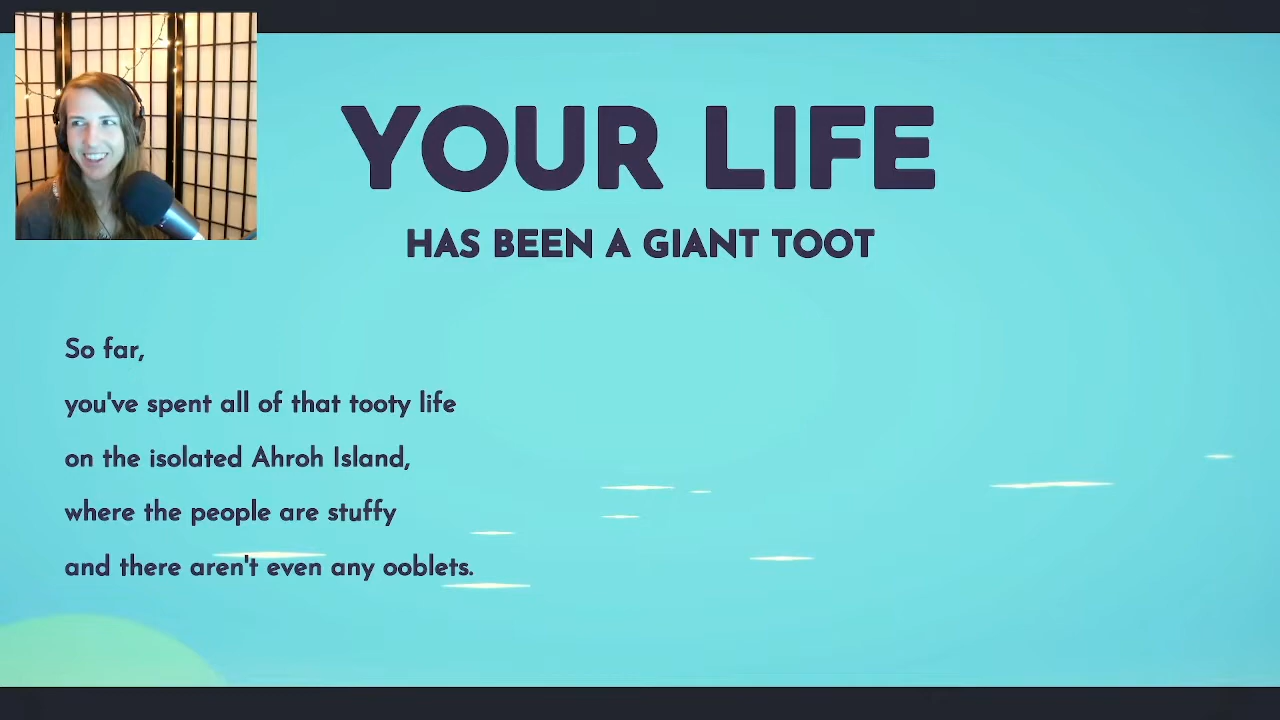 YOUR LIFE
HAS BEEN A GIANT TOOT
So far,
you've spent all of that tooty life
on the isolated Ahroh Island,
where the people are stuffy
and there aren't even any ooblets.